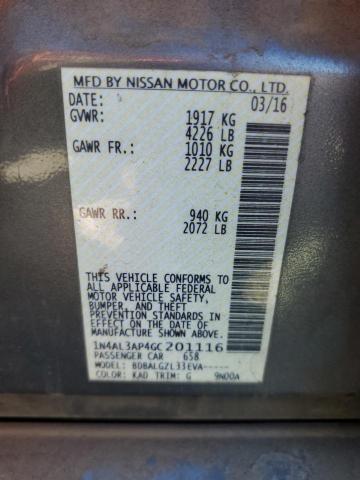 MFD BY NISSAN MOTOR CO., LTD.
DATE: 03/16
GVWR: 1917 KG
4226 LB
GAWR FR: 1010 KG
2227 LB
GAWR RR: 940 KG
2072 LB
THIS VEHICLE CONFORMS TO
ALL APPLICABLE FEDERAL
MOTOR VEHICLE SAFETY,
BUMPER, AND THEFT
PREVENTION STANDARDS IN
EFFECT ON THE DATE OF
MANUFACTURE SHOWN ABOVE.
1N4AL3AP4GC201116
PASSENGER CAR 658
MODEL: BDBALGZL33EVA-----
COLOR: KAD TRIM: G 9N00A